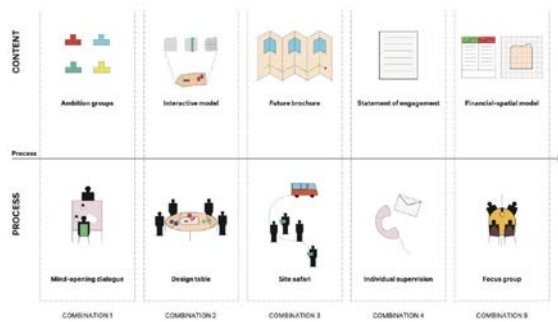 CONTENT
Ambition groups
Interactive model
Future brochure
Statement of engagement
Financial-spatial model
Process
PROCESS
Mind-opening dialogue
Design table
Site safari
Individual supervision
Focus group
COMBINATION 1
COMBINATION 2
COMBINATION 3
COMBINATION 4
COMBINATION 5